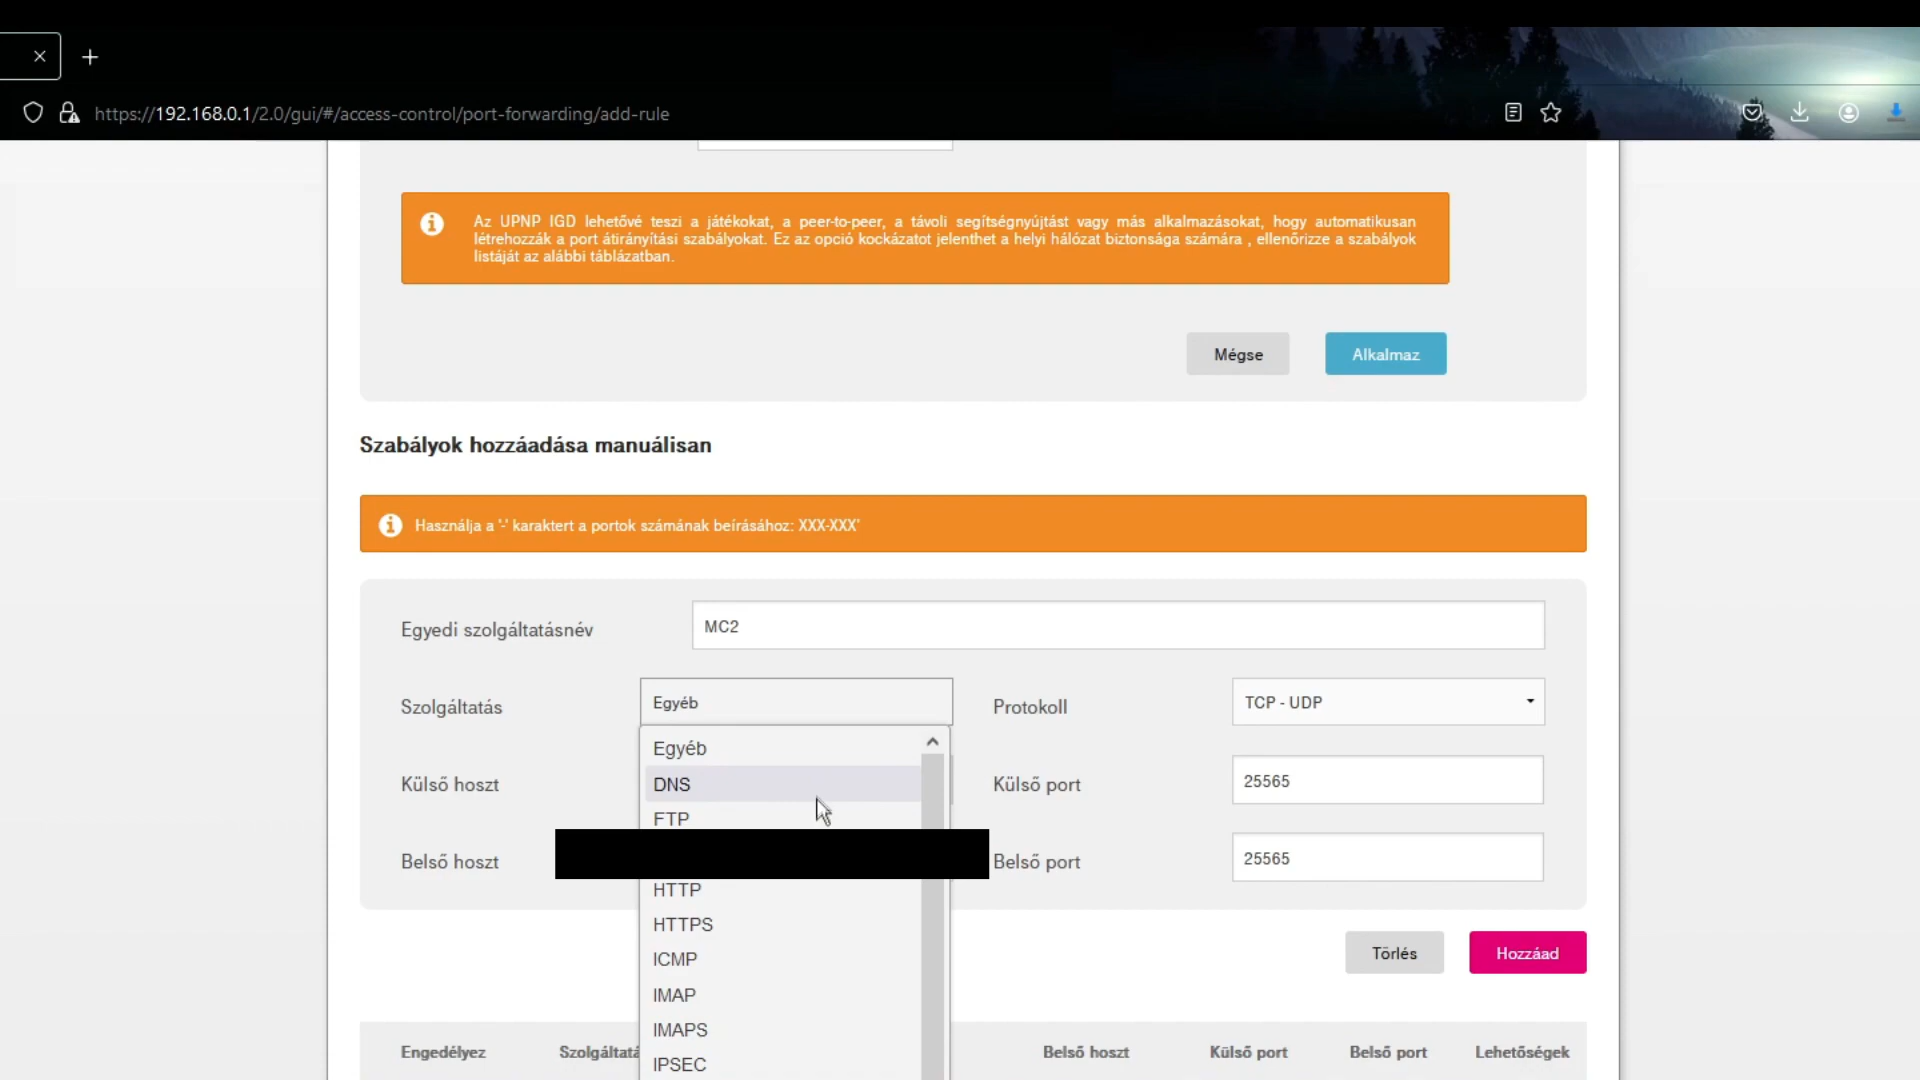 https://192.168.0.1/2.0/gui/#/access-control/port-forwarding/add-rule
Az UPNP IGD lehetővé teszi a játékokat, a peer-to-peer, a távoli segítségnyújtást vagy más alkalmazásokat, hogy automatikusan
létrehozzák a port átirányítási szabályokat. Ez az opció kockázatot jelenthet a helyi hálózat biztonsága számára , ellenőrizze a szabályok
listáját az alábbi táblázatban.
Mégse
Alkalmaz
Szabályok hozzáadása manuálisan
Használja a '-' karaktert a portok számának beírásához: XXX-XXX'
Egyedi szolgáltatásnév
MC2
Szolgáltatás
Egyéb
Protokoll
TCP - UDP
Egyéb
DNS
FTP
HTTP
HTTPS
ICMP
IMAP
IMAPS
IPSEC
Külső hoszt
Külső port
25565
Belső hoszt
Belső port
25565
Törlés
Hozzáad
Engedélyez
Szolgáltatá
Belső hoszt
Külső port
Belső port
Lehetőségek